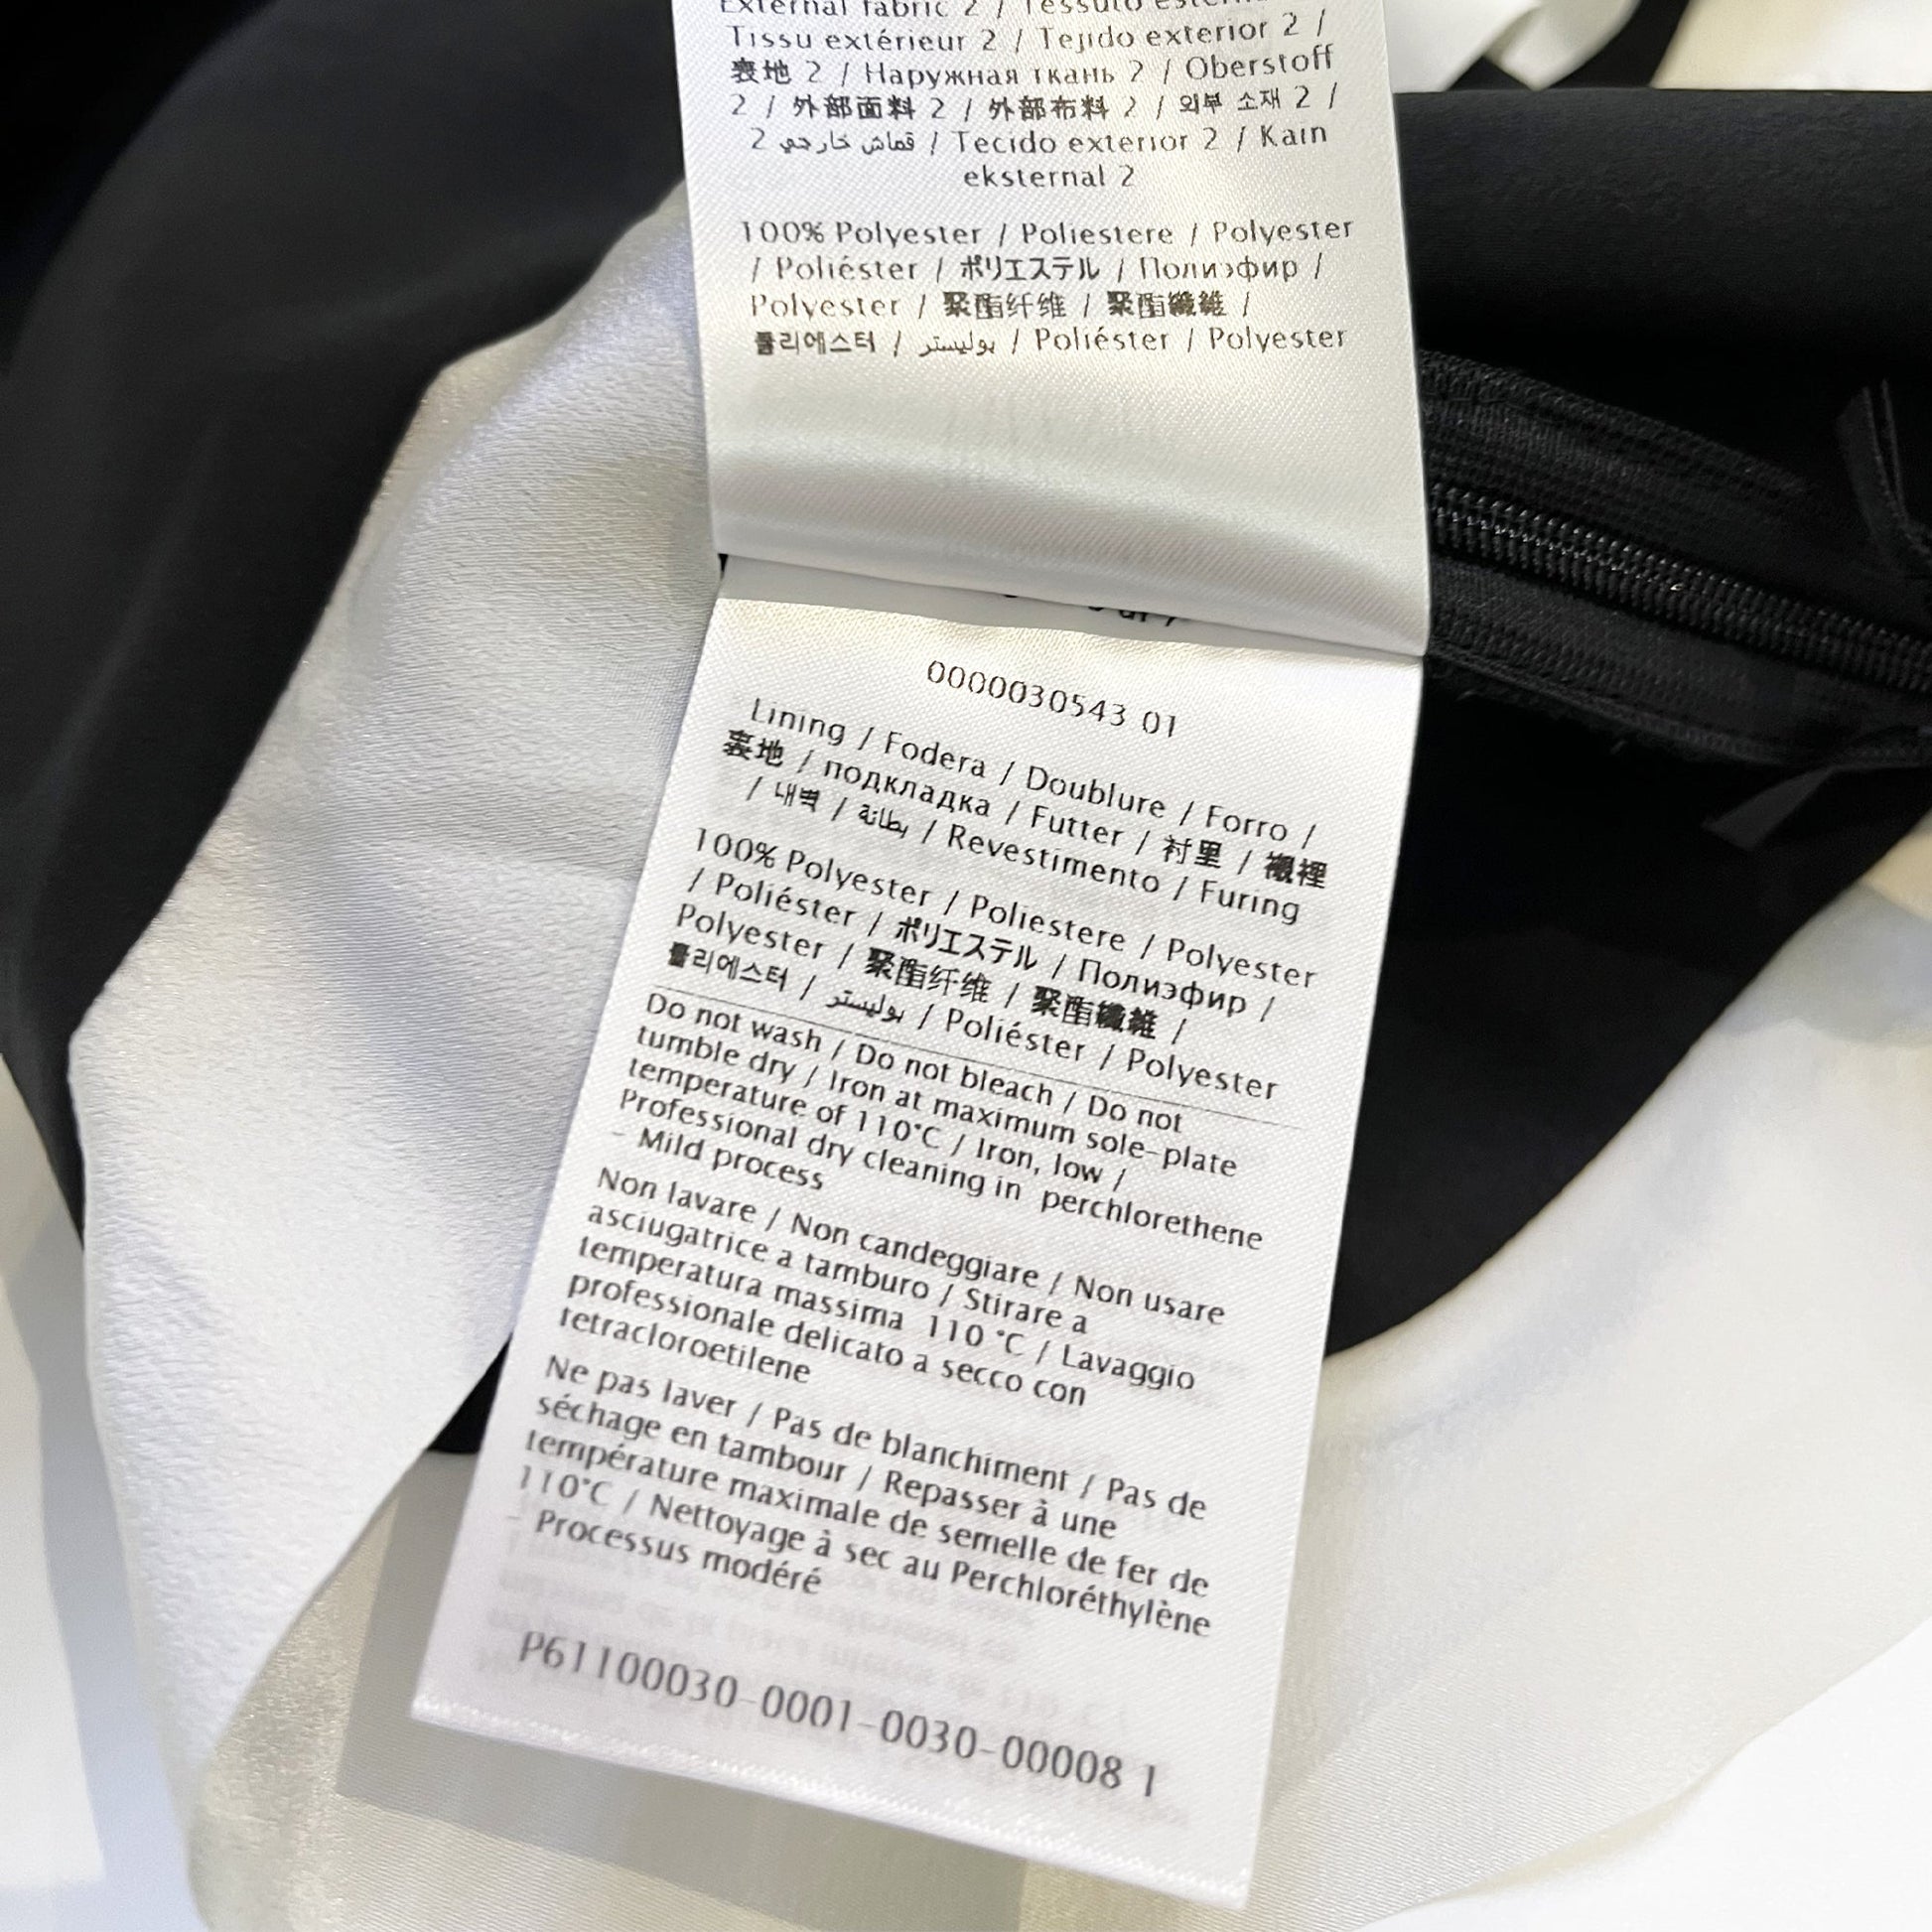 External fabric 2 / Tessuto
Tissu extérieur 2 / Tejido exterior 2 /
表地 2 / Наружная ткань 2 / Oberstoff
2 / 外部面料 2 / 外部布料 2 / 외부 소재 2 /
قماش خارجي 2 / Tecido exterior 2 / Kain
eksternal 2
100% Polyester / Poliestere / Polyester
/ Poliéster / ポリエステル / Полиэфир /
Polyester / 聚酯纤维 / 聚酯纖維 /
폴리에스터 / بوليستر / Poliéster / Polyester
0000030543 01
Lining / Fodera / Doublure / Forro /
裏地 / подкладка / Futter / 衬里 / 襯裡
/ 내벽 / بطانة / Revestimento / Furing
100% Polyester / Poliestere / Polyester
/ Poliéster / ポリエステル / Полиэфир /
Polyester / 聚酯纤维 / 聚酯纖維 /
폴리에스터 / بوليستر / Poliéster / Polyester
Do not wash / Do not bleach / Do not
tumble dry / Iron at maximum sole-plate
temperature of 110°C / Iron, low /
Professional dry cleaning in perchlorethene
- Mild process
Non lavare / Non candeggiare / Non usare
asciugatrice a tamburo / Stirare a
temperatura massima 110 °C / Lavaggio
professionale delicato a secco con
tetracloroetilene
Ne pas laver / Pas de blanchiment / Pas de
séchage en tambour / Repasser à une
température maximale de semelle de fer de
110°C / Nettoyage à sec au Perchloréthylène
- Processus modéré
P61100030-0001-0030-00008 1